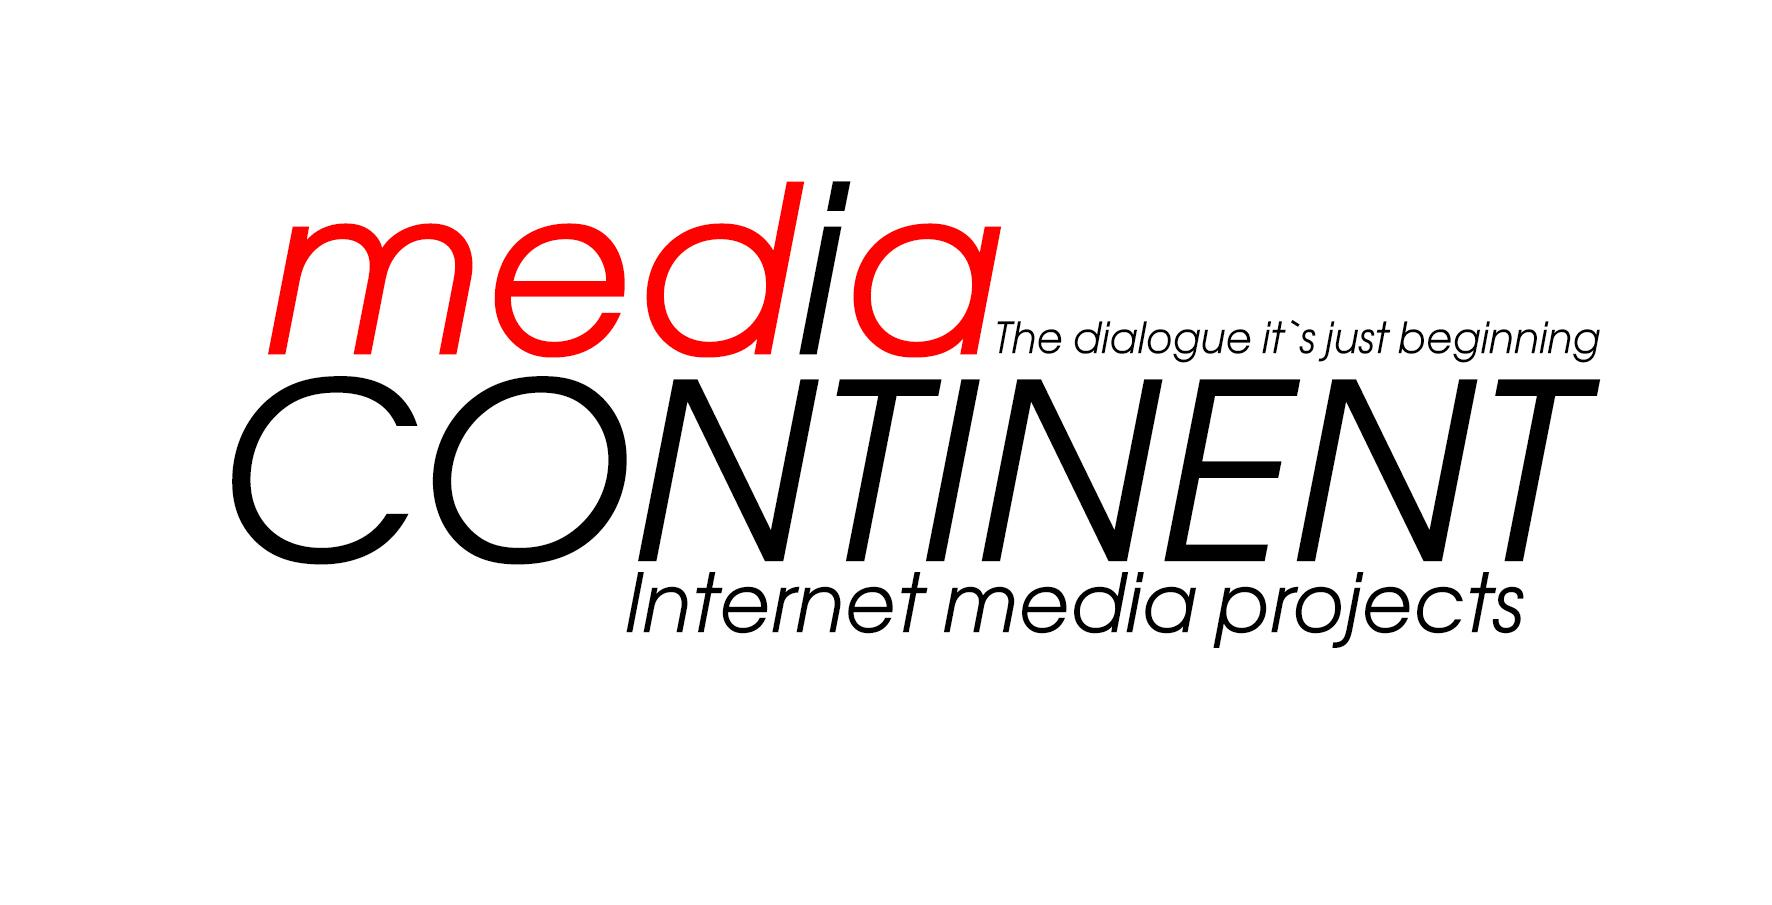 media
The dialogue it`s just beginning
CONTINENT
Internet media projects